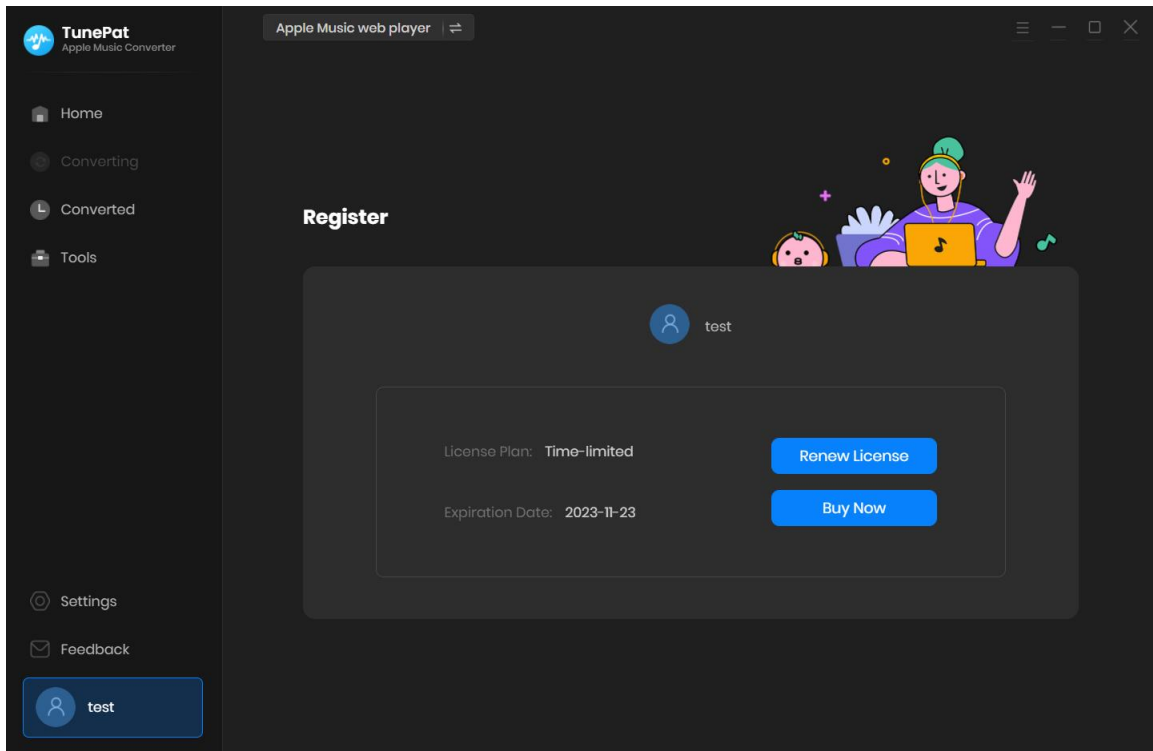 TunePat
Apple Music Converter
Apple Music web player
Home
Converting
Converted
Tools
Register
test
License Plan: Time-limited
Renew License
Expiration Date: 2023-11-23
Buy Now
Settings
Feedback
test